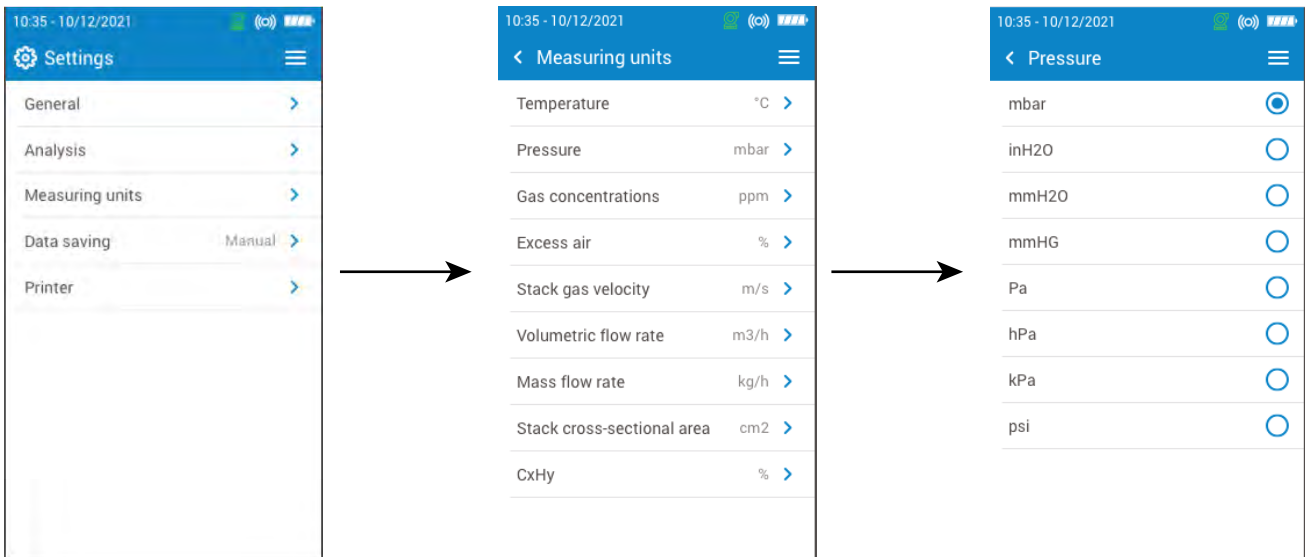 10:35 - 10/12/2021
Settings
General
Analysis
Measuring units
Data saving Manual
Printer
10:35 - 10/12/2021
Measuring units
Temperature °C
Pressure mbar
Gas concentrations ppm
Excess air %
Stack gas velocity m/s
Volumetric flow rate m3/h
Mass flow rate kg/h
Stack cross-sectional area cm2
CxHy %
10:35 - 10/12/2021
Pressure
mbar
inH2O
mmH2O
mmHG
Pa
hPa
kPa
psi